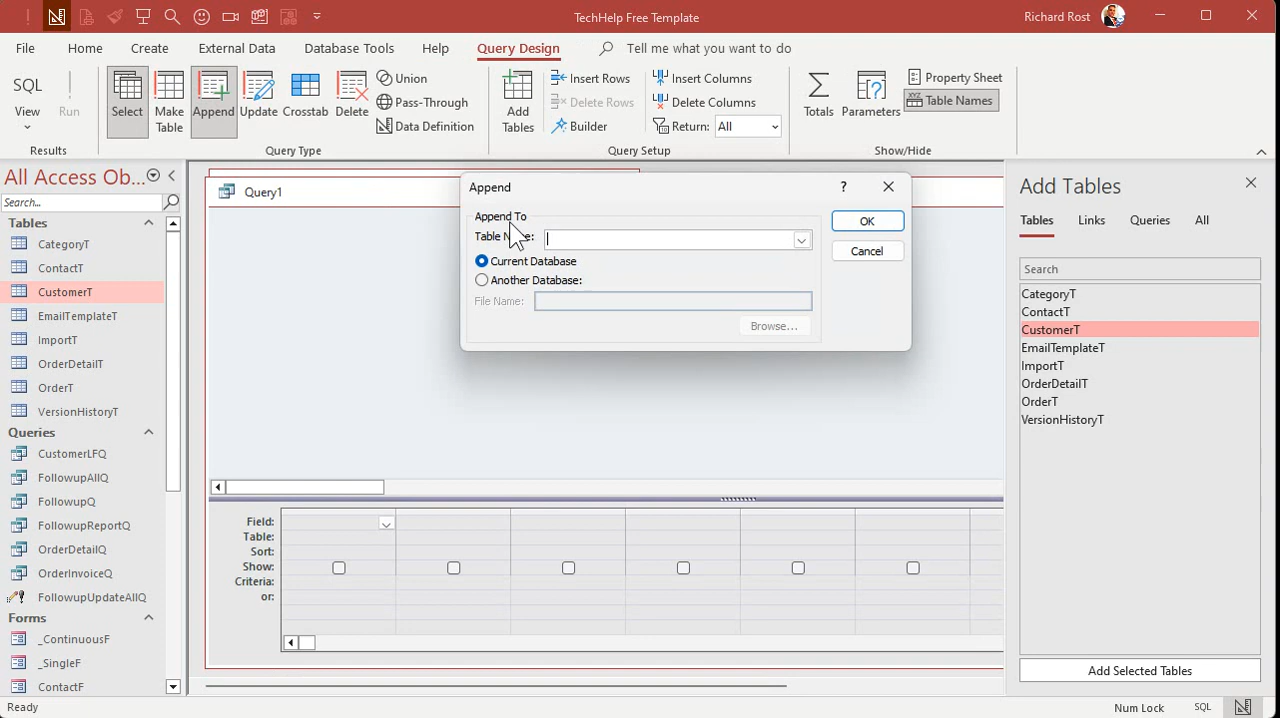 TechHelp Free Template
Richard Rost
File Home Create External Data Database Tools Help Query Design Tell me what you want to do
SQL
View
Run
Results
Select
Make Table
Append
Update
Crosstab
Delete
Union
Pass-Through
Data Definition
Query Type
Add Tables
Insert Rows
Delete Rows
Builder
Insert Columns
Delete Columns
Return: All
Query Setup
Totals
Parameters
Property Sheet
Table Names
Show/Hide
All Access Ob...
Search...
Tables
CategoryT
ContactT
CustomerT
EmailTemplateT
ImportT
OrderDetailT
OrderT
VersionHistoryT
Queries
CustomerLFQ
FollowupAllQ
FollowupQ
FollowupReportQ
OrderDetailQ
OrderInvoiceQ
FollowupUpdateAllQ
Forms
_ContinuousF
_SingleF
ContactF
Query1
Append
?
Append To
Table
Current Database
Another Database:
File Name:
Browse...
OK
Cancel
Field:
Table:
Sort:
Show:
Criteria:
or:
Add Tables
Tables Links Queries All
Search
CategoryT
ContactT
CustomerT
EmailTemplateT
ImportT
OrderDetailT
OrderT
VersionHistoryT
Add Selected Tables
Ready
Num Lock SQL